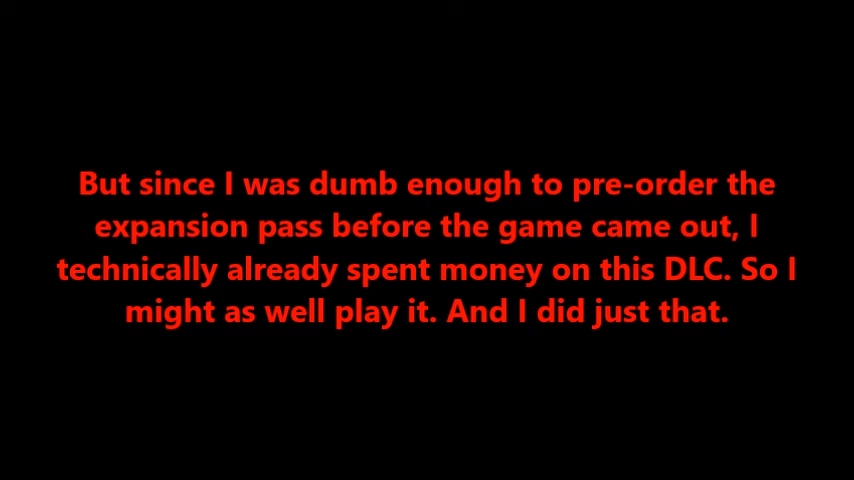 But since I was dumb enough to pre-order the
expansion pass before the game came out, I
technically already spent money on this DLC. So I
might as well play it. And I did just that.